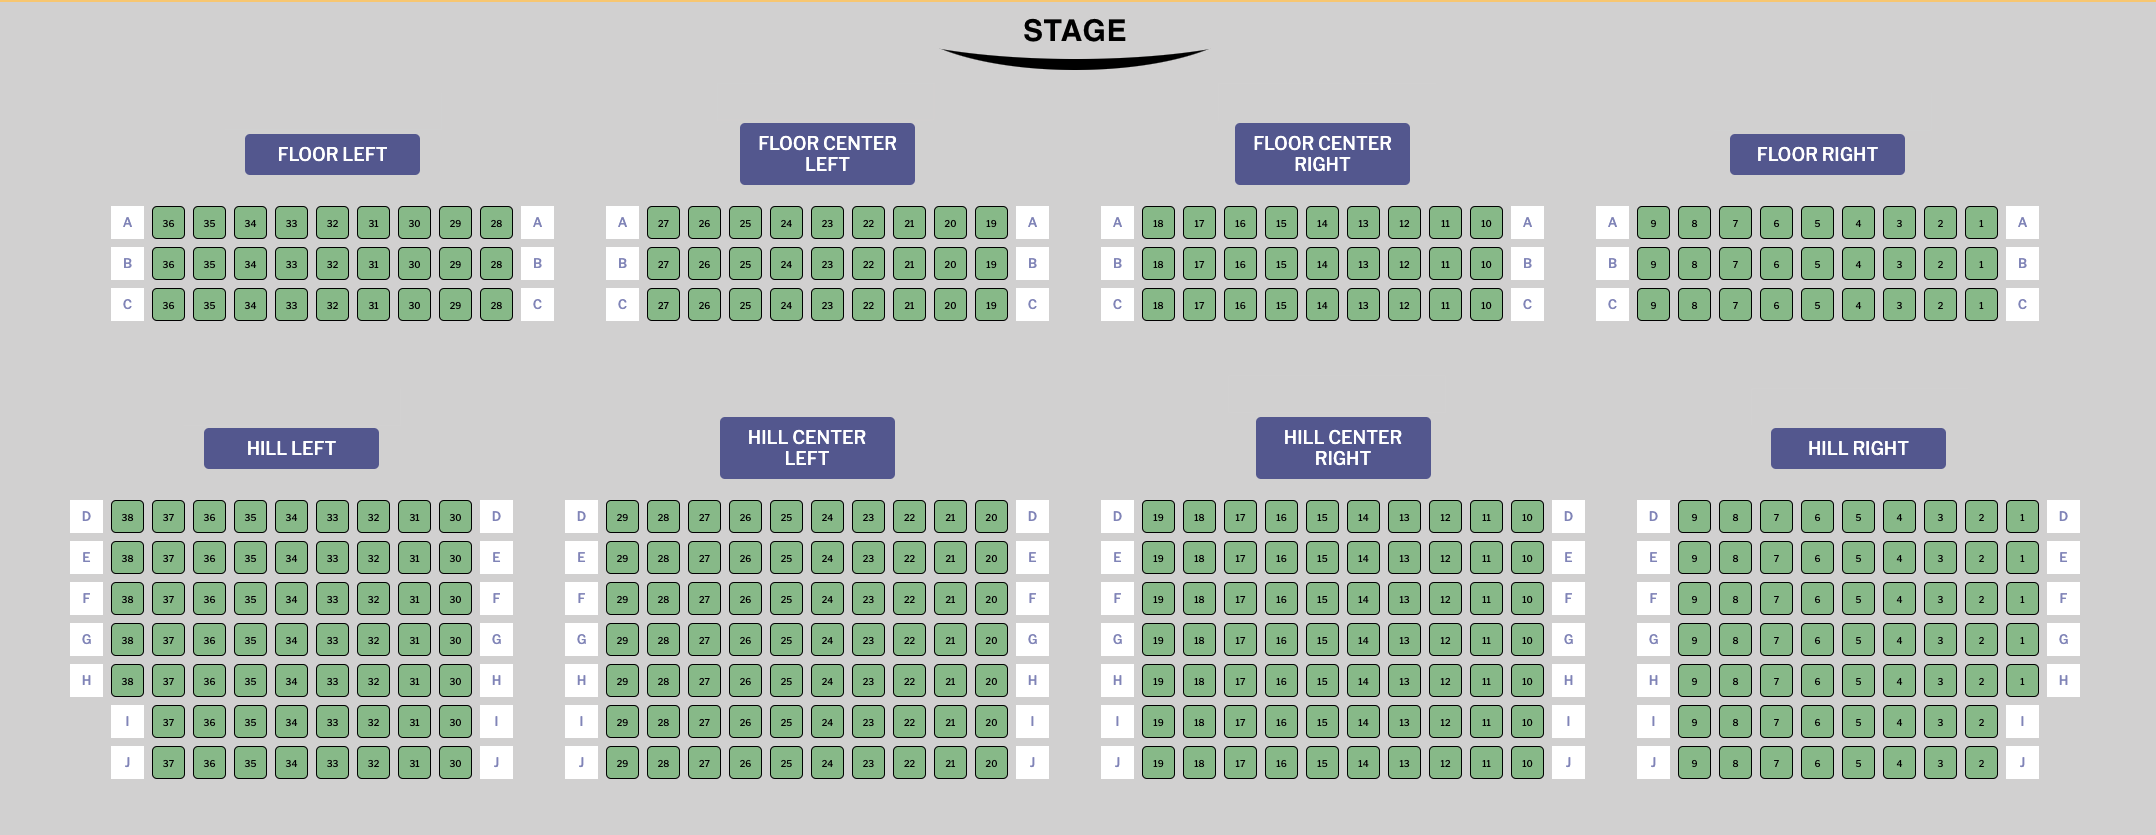 STAGE
FLOOR LEFT
FLOOR CENTER
LEFT
FLOOR CENTER
RIGHT
FLOOR RIGHT
A 36 35 34 33 32 31 30 29 28 A A 27 26 25 24 23 22 21 20 19 A A 18 17 16 15 14 13 12 11 10 A A 9 8 7 6 5 4 3 2 1 A
B 36 35 34 33 32 31 30 29 28 B B 27 26 25 24 23 22 21 20 19 B B 18 17 16 15 14 13 12 11 10 B B 9 8 7 6 5 4 3 2 1 B
C 36 35 34 33 32 31 30 29 28 C C 27 26 25 24 23 22 21 20 19 C C 18 17 16 15 14 13 12 11 10 C C 9 8 7 6 5 4 3 2 1 C
HILL LEFT
HILL CENTER
LEFT
HILL CENTER
RIGHT
HILL RIGHT
D 38 37 36 35 34 33 32 31 30 D D 29 28 27 26 25 24 23 22 21 20 D D 19 18 17 16 15 14 13 12 11 10 D D 9 8 7 6 5 4 3 2 1 D
E 38 37 36 35 34 33 32 31 30 E E 29 28 27 26 25 24 23 22 21 20 E E 19 18 17 16 15 14 13 12 11 10 E E 9 8 7 6 5 4 3 2 1 E
F 38 37 36 35 34 33 32 31 30 F F 29 28 27 26 25 24 23 22 21 20 F F 19 18 17 16 15 14 13 12 11 10 F F 9 8 7 6 5 4 3 2 1 F
G 38 37 36 35 34 33 32 31 30 G G 29 28 27 26 25 24 23 22 21 20 G G 19 18 17 16 15 14 13 12 11 10 G G 9 8 7 6 5 4 3 2 1 G
H 38 37 36 35 34 33 32 31 30 H H 29 28 27 26 25 24 23 22 21 20 H H 19 18 17 16 15 14 13 12 11 10 H H 9 8 7 6 5 4 3 2 1 H
I 37 36 35 34 33 32 31 30 I I 29 28 27 26 25 24 23 22 21 20 I I 19 18 17 16 15 14 13 12 11 10 I I 9 8 7 6 5 4 3 2 I
J 37 36 35 34 33 32 31 30 J J 29 28 27 26 25 24 23 22 21 20 J J 19 18 17 16 15 14 13 12 11 10 J J 9 8 7 6 5 4 3 2 J